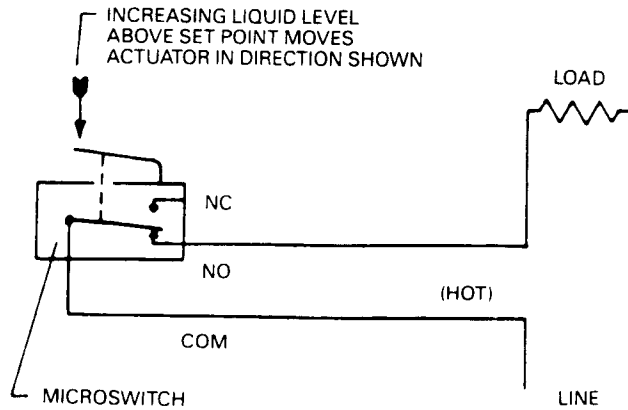 INCREASING LIQUID LEVEL
ABOVE SET POINT MOVES
ACTUATOR IN DIRECTION SHOWN
LOAD
NC
NO
(HOT)
COM
MICROSWITCH
LINE